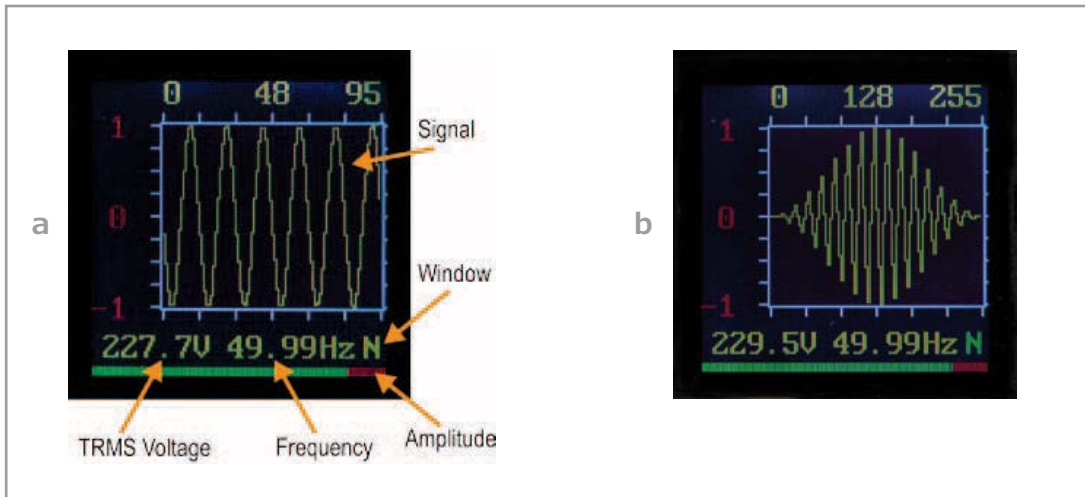 a
0 48 95
1
0
-1
227.7V 49.99Hz N
Signal
Window
TRMS Voltage
Frequency
Amplitude
b
0 128 255
1
0
-1
229.5V 49.99Hz N